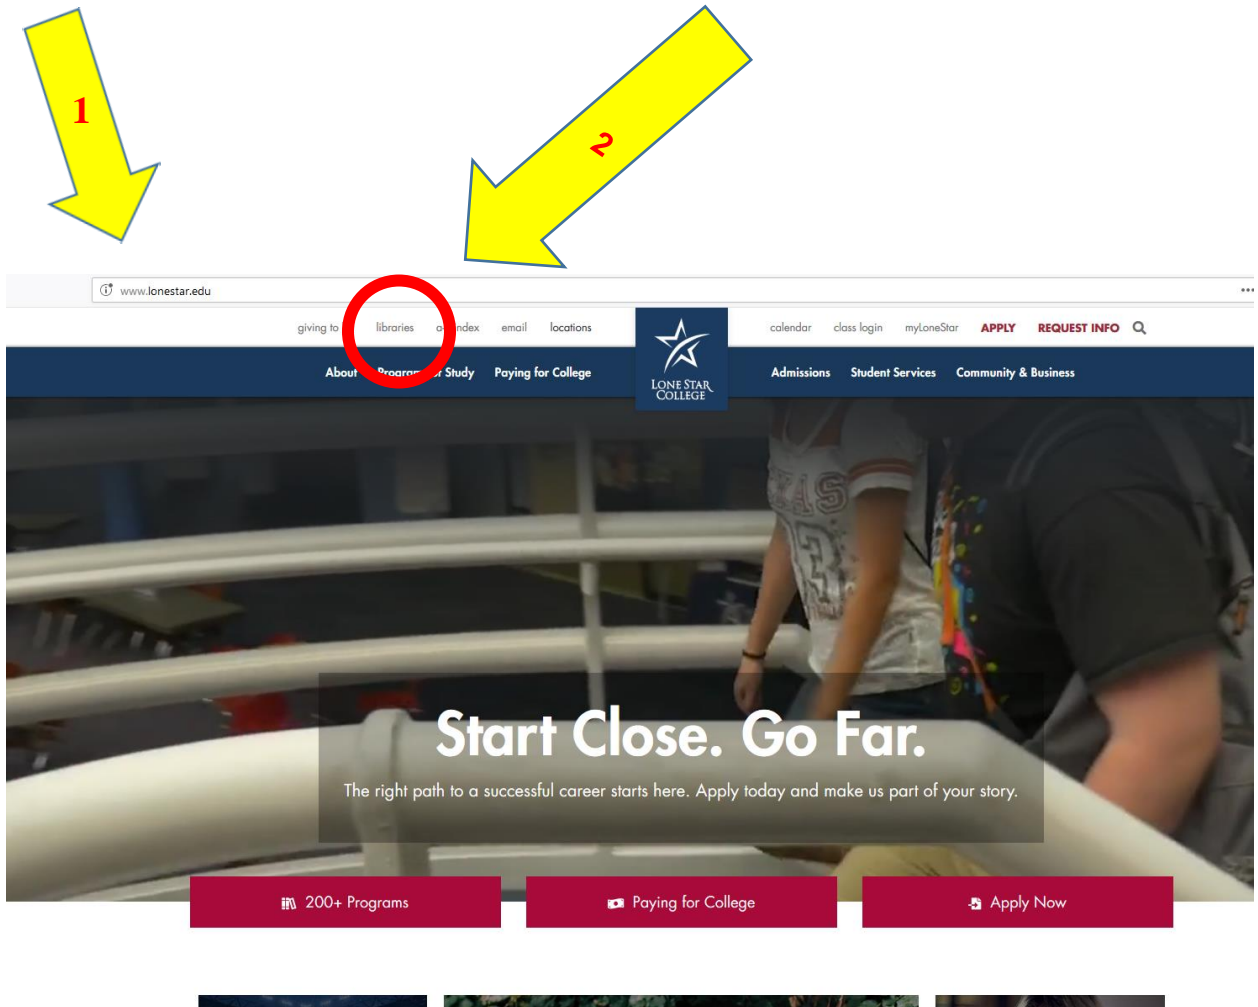 1
2
www.lonestar.edu
giving to libraries index email locations calendar class login myLoneStar APPLY REQUEST INFO
About Program Study Paying for College LONE STAR COLLEGE Admissions Student Services Community & Business
Start Close. Go Far.
The right path to a successful career starts here. Apply today and make us part of your story.
200+ Programs Paying for College Apply Now